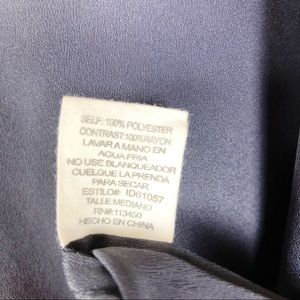 SELF: 100% POLYESTER
CONTRAST:100%RAYON
LAVAR A MANO EN
AGUA FRIA
NO USE BLANQUEADOR
CUELGUE LA PRENDA
PARA SECAR
ESTILO#: ID61057
TALLE:MEDIANO
RN#:113450
HECHO EN CHINA